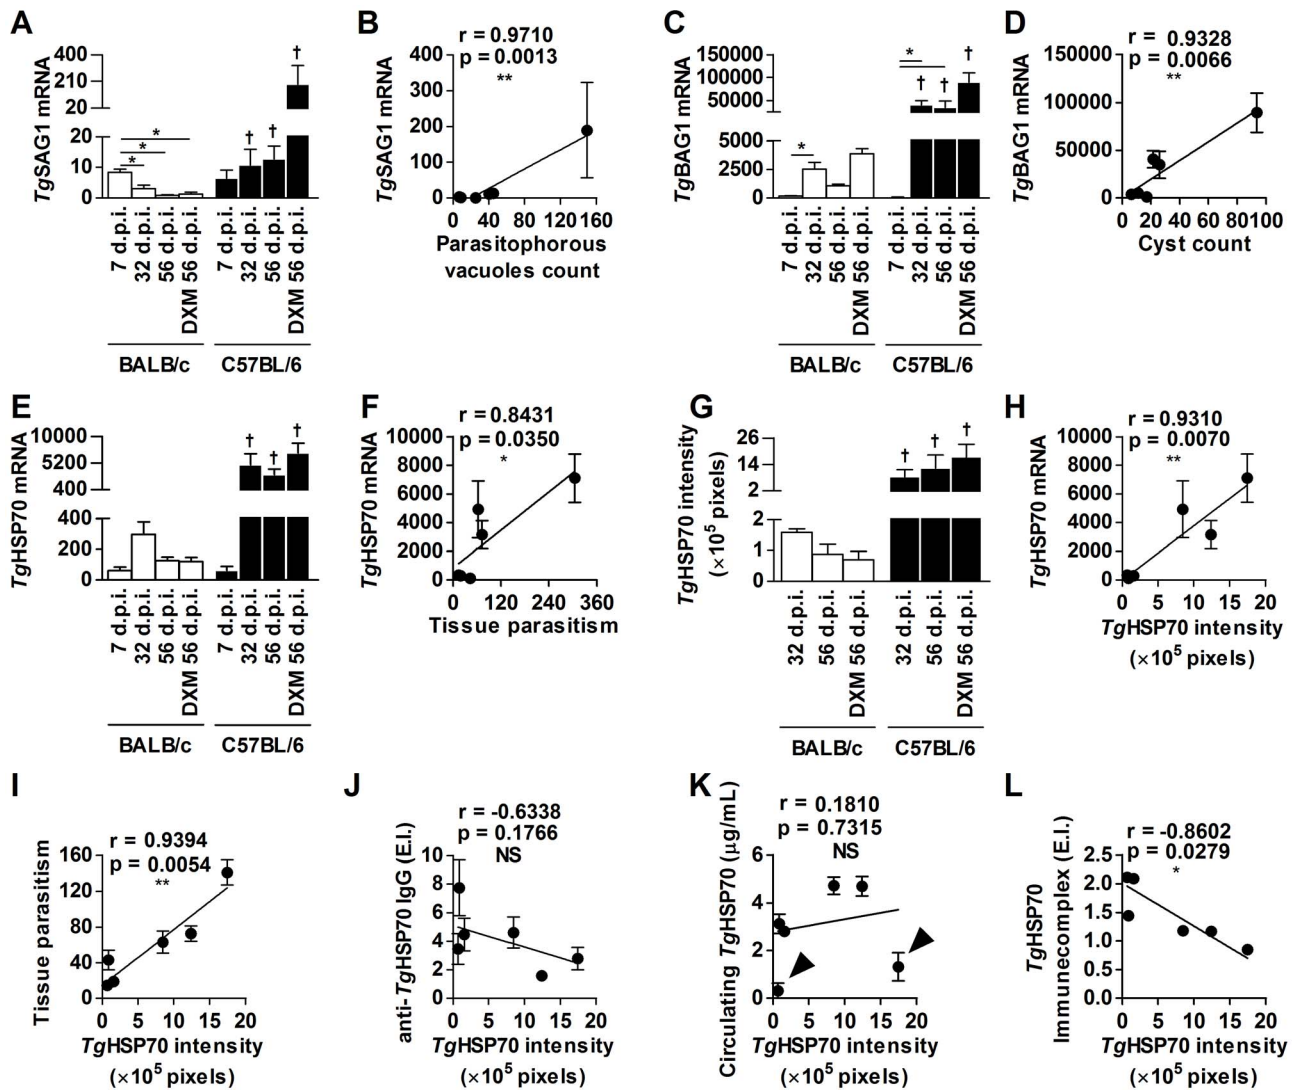 A
TgSAG1 mRNA
400
210
20
20
10
0
*
*
*
†
†
†
7 d.p.i.
32 d.p.i.
56 d.p.i.
DXM 56 d.p.i.
7 d.p.i.
32 d.p.i.
56 d.p.i.
DXM 56 d.p.i.
BALB/c
C57BL/6
B
r = 0.9710
p = 0.0013
**
TgSAG1 mRNA
400
300
200
100
0
0 40 80 120 160
Parasitophorous
vacuoles count
C
TgBAG1 mRNA
150000
100000
50000
5000
2500
0
*
*
†
†
†
7 d.p.i.
32 d.p.i.
56 d.p.i.
DXM 56 d.p.i.
7 d.p.i.
32 d.p.i.
56 d.p.i.
DXM 56 d.p.i.
BALB/c
C57BL/6
D
r = 0.9328
p = 0.0066
**
TgBAG1 mRNA
150000
100000
50000
0
0 20 40 60 80 100
Cyst count
E
TgHSP70 mRNA
10000
5200
400
400
200
0
†
†
†
7 d.p.i.
32 d.p.i.
56 d.p.i.
DXM 56 d.p.i.
7 d.p.i.
32 d.p.i.
56 d.p.i.
DXM 56 d.p.i.
BALB/c
C57BL/6
F
r = 0.8431
p = 0.0350
*
TgHSP70 mRNA
10000
8000
6000
4000
2000
0
0 120 240 360
Tissue parasitism
G
TgHSP70 intensity
(×10⁵ pixels)
26
14
2
2
1
0
†
†
†
32 d.p.i.
56 d.p.i.
DXM 56 d.p.i.
32 d.p.i.
56 d.p.i.
DXM 56 d.p.i.
BALB/c
C57BL/6
H
r = 0.9310
p = 0.0070
**
TgHSP70 mRNA
10000
8000
6000
4000
2000
0
0 5 10 15 20
TgHSP70 intensity
(×10⁵ pixels)
I
r = 0.9394
p = 0.0054
**
Tissue parasitism
160
120
80
40
0
0 5 10 15 20
TgHSP70 intensity
(×10⁵ pixels)
J
r = -0.6338
p = 0.1766
NS
anti-TgHSP70 IgG (E.I.)
10
8
6
4
2
0
0 5 10 15 20
TgHSP70 intensity
(×10⁵ pixels)
K
r = 0.1810
p = 0.7315
NS
Circulating TgHSP70 (µg/mL)
6
4
2
0
0 5 10 15 20
TgHSP70 intensity
(×10⁵ pixels)
L
r = -0.8602
p = 0.0279
*
TgHSP70
Immunecomplex (E.I.)
2.5
2.0
1.5
1.0
0.5
0.0
0 5 10 15 20
TgHSP70 intensity
(×10⁵ pixels)